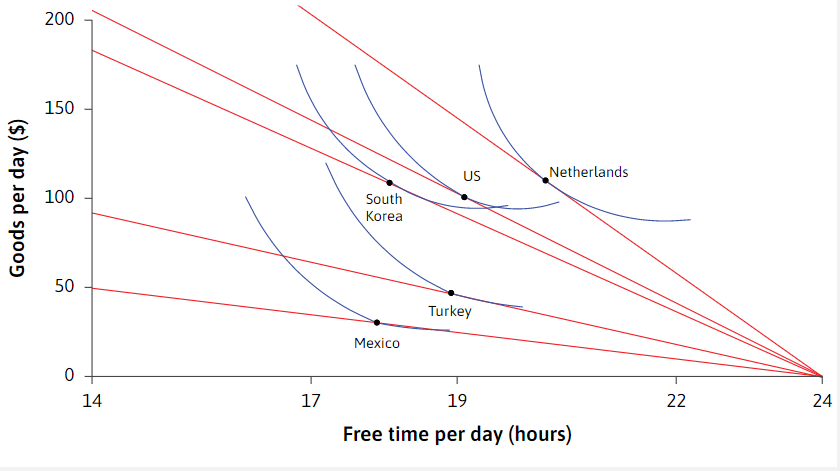 200
150
100
50
0
Goods per day ($)
US
Netherlands
South
Korea
Turkey
Mexico
14
17
19
22
24
Free time per day (hours)